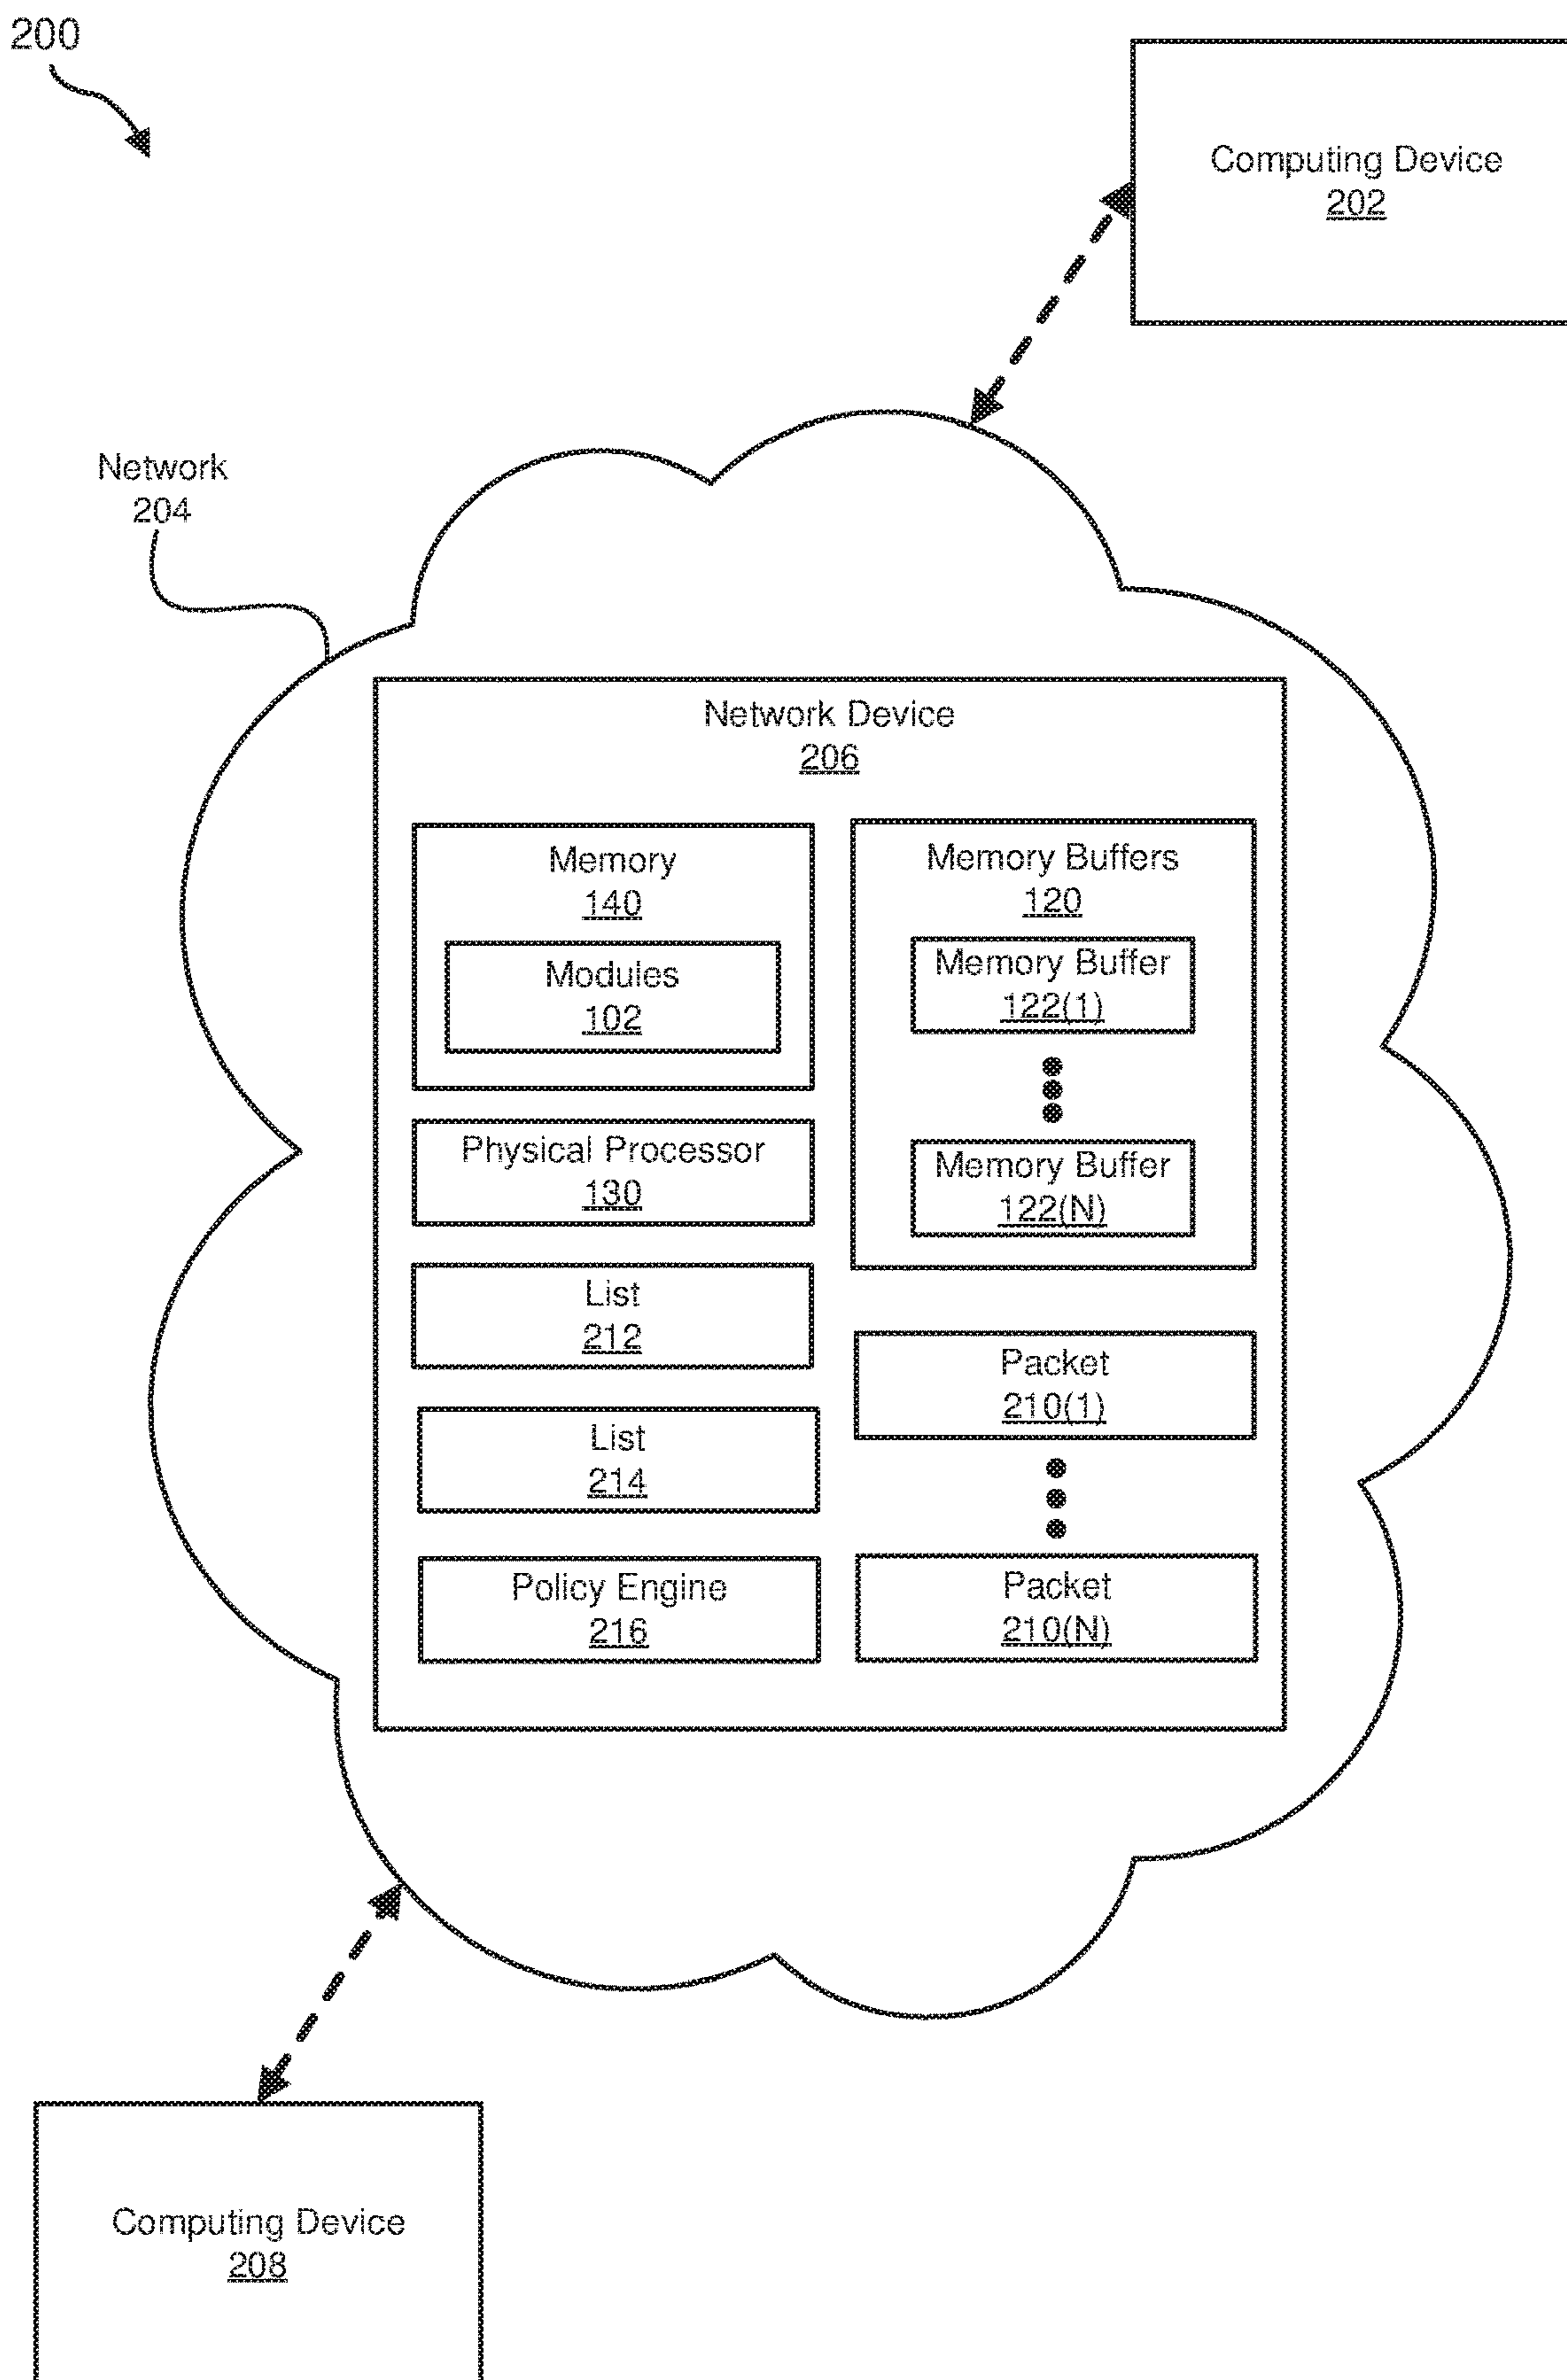 200
Computing Device
202
Network
204
Network Device
206
Memory
140
Modules
102
Memory Buffers
120
Memory Buffer
122(1)
Memory Buffer
122(N)
Physical Processor
130
List
212
List
214
Policy Engine
216
Packet
210(1)
Packet
210(N)
Computing Device
208